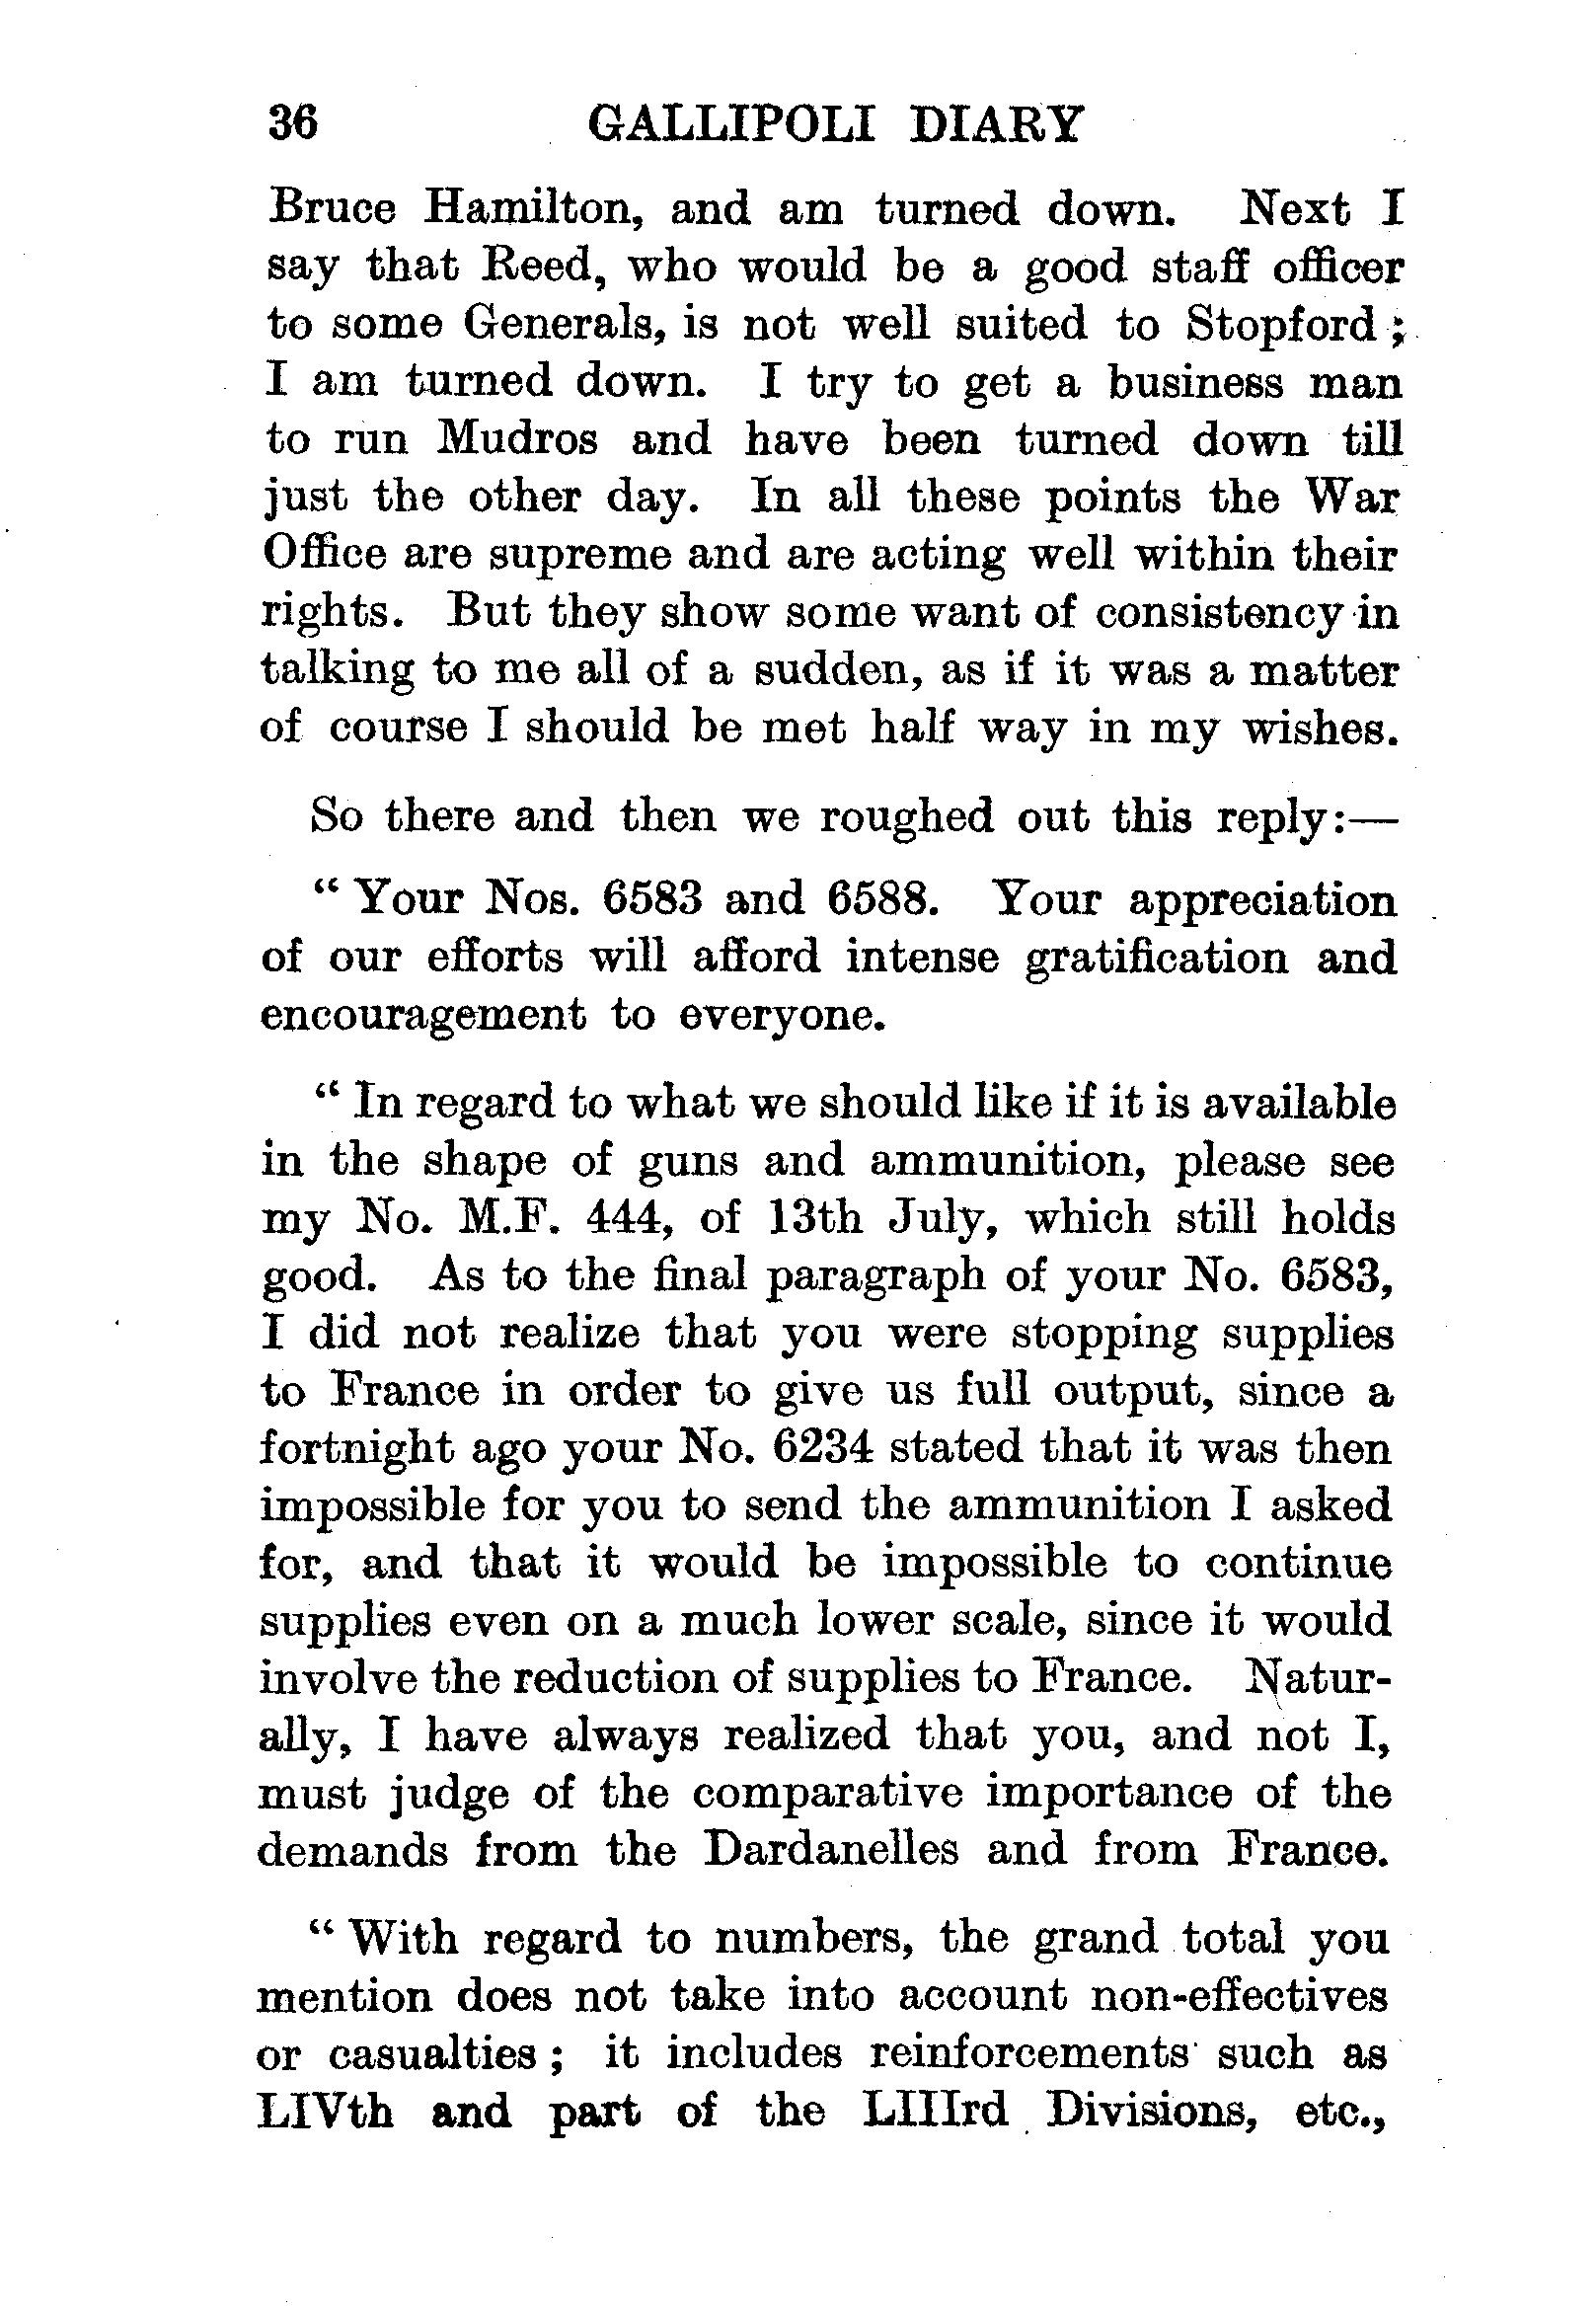 36 GALLIPOLI DIARY
Bruce Hamilton, and am turned down. Next I
say that Reed, who would be a good staff officer
to some Generals, is not well suited to Stopford ;
I am turned down. I try to get a business man
to run Mudros and have been turned down till
just the other day. In all these points the War
Office are supreme and are acting well within their
rights. But they show some want of consistency in
talking to me all of a sudden, as if it was a matter
of course I should be met half way in my wishes.
So there and then we roughed out this reply:—
“ Your Nos. 6583 and 6588. Your appreciation
of our efforts will afford intense gratification and
encouragement to everyone.
“ In regard to what we should like if it is available
in the shape of guns and ammunition, please see
my No. M.F. 444, of 13th July, which still holds
good. As to the final paragraph of your No. 6583,
I did not realize that you were stopping supplies
to France in order to give us full output, since a
fortnight ago your No. 6234 stated that it was then
impossible for you to send the ammunition I asked
for, and that it would be impossible to continue
supplies even on a much lower scale, since it would
involve the reduction of supplies to France. Natur-
ally, I have always realized that you, and not I,
must judge of the comparative importance of the
demands from the Dardanelles and from France.
“ With regard to numbers, the grand total you
mention does not take into account non-effectives
or casualties ; it includes reinforcements such as
LIVth and part of the LIIIrd Divisions, etc.,